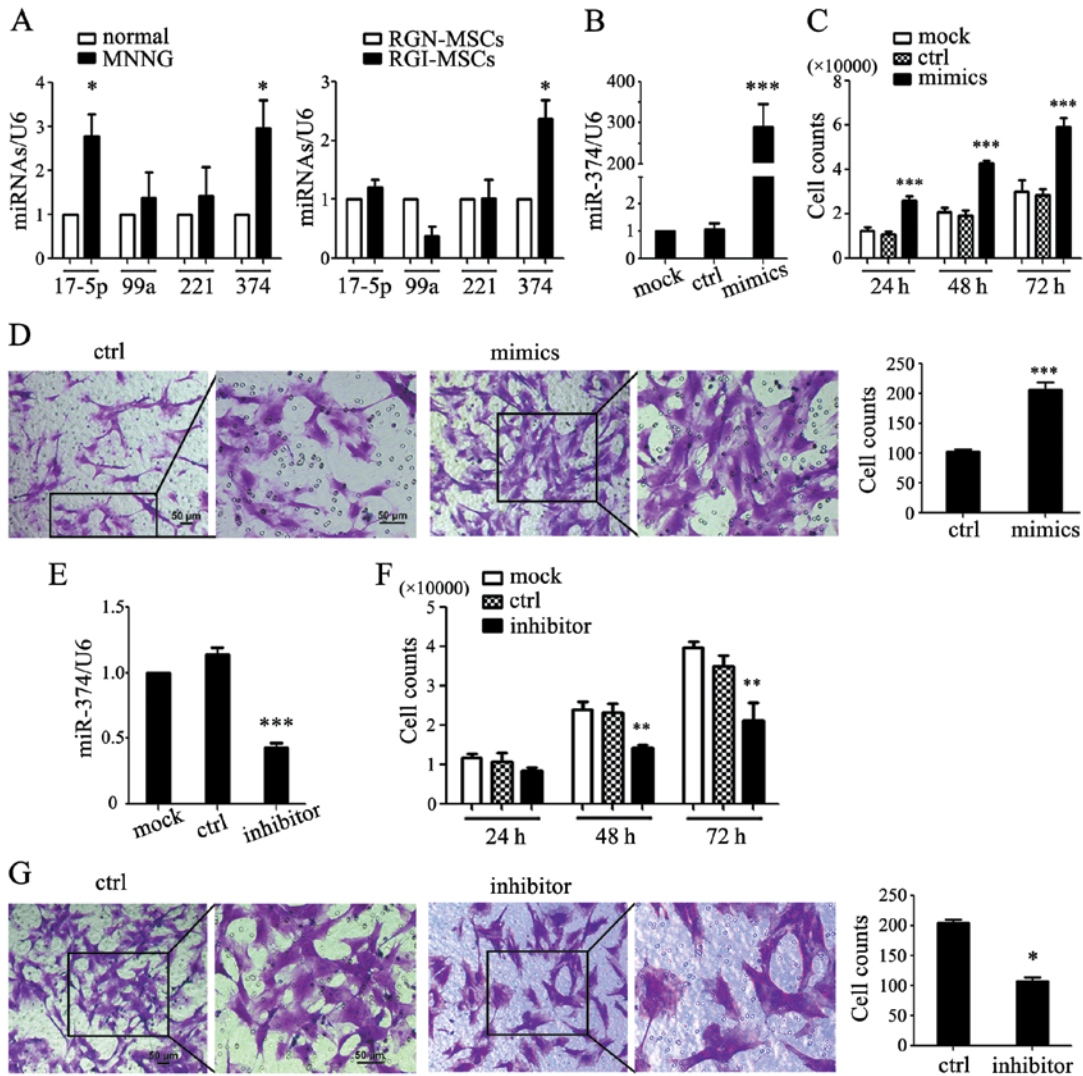 A
normal
MNNG
miRNAs/U6
4
3
2
1
0
*
*
17-5p 99a 221 374
RGN-MSCs
RGI-MSCs
miRNAs/U6
3
2
1
0
*
17-5p 99a 221 374
B
miR-374/U6
400
300
200
2
1
0
***
mock ctrl mimics
C
mock
ctrl
mimics
(×10000)
Cell counts
8
6
4
2
0
***
***
***
24 h 48 h 72 h
D
ctrl
50 μm
50 μm
mimics
Cell counts
250
200
150
100
50
0
***
ctrl mimics
E
miR-374/U6
1.5
1.0
0.5
0
***
mock ctrl inhibitor
F
mock
ctrl
inhibitor
(×10000)
Cell counts
5
4
3
2
1
0
**
**
24 h 48 h 72 h
G
ctrl
50 μm
50 μm
inhibitor
Cell counts
250
200
150
100
50
0
*
ctrl inhibitor